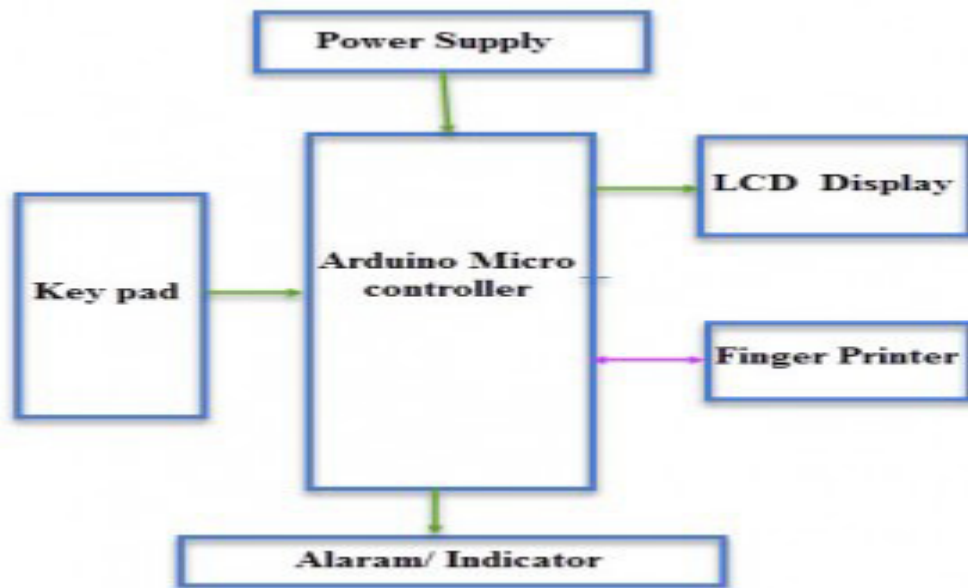 Power Supply
LCD Display
Arduino Micro
controller
Key pad
Finger Printer
Alaram/ Indicator